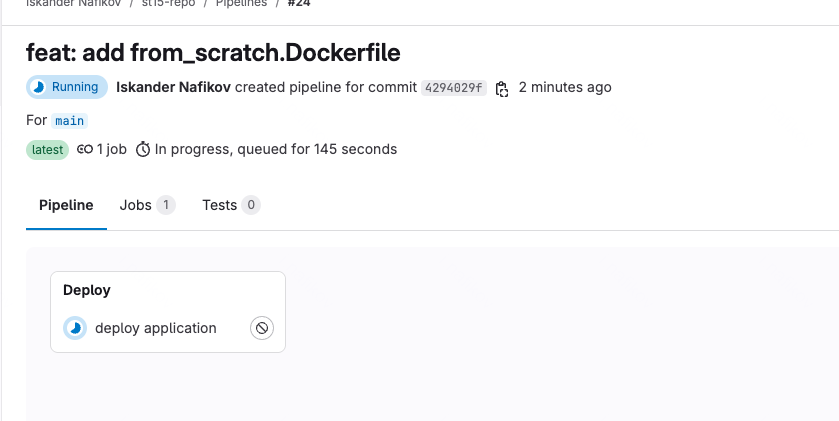 Iskander Nafikov / st15-repo / Pipelines / #24
feat: add from_scratch.Dockerfile
Running Iskander Nafikov created pipeline for commit 4294029f 2 minutes ago
For main
latest 1 job In progress, queued for 145 seconds
Pipeline Jobs 1 Tests 0
Deploy
deploy application